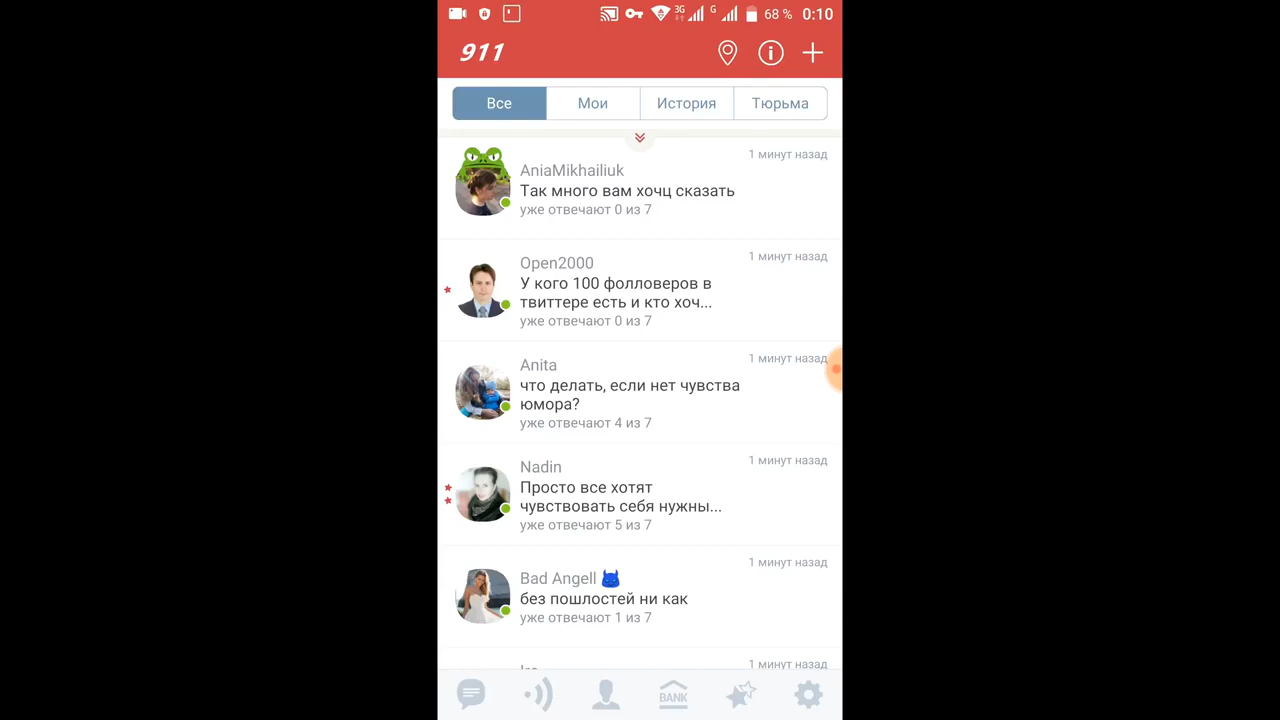 3G G 68 % 0:10
911
Все Мои История Тюрьма
1 минут назад
AniaMikhailiuk
Так много вам хочц сказать
уже отвечают 0 из 7
1 минут назад
Open2000
У кого 100 фолловеров в
твиттере есть и кто хоч...
уже отвечают 0 из 7
1 минут назад
Anita
что делать, если нет чувства
юмора?
уже отвечают 4 из 7
1 минут назад
Nadin
Просто все хотят
чувствовать себя нужны...
уже отвечают 5 из 7
1 минут назад
Bad Angell
без пошлостей ни как
уже отвечают 1 из 7
1 минут назад
BANK